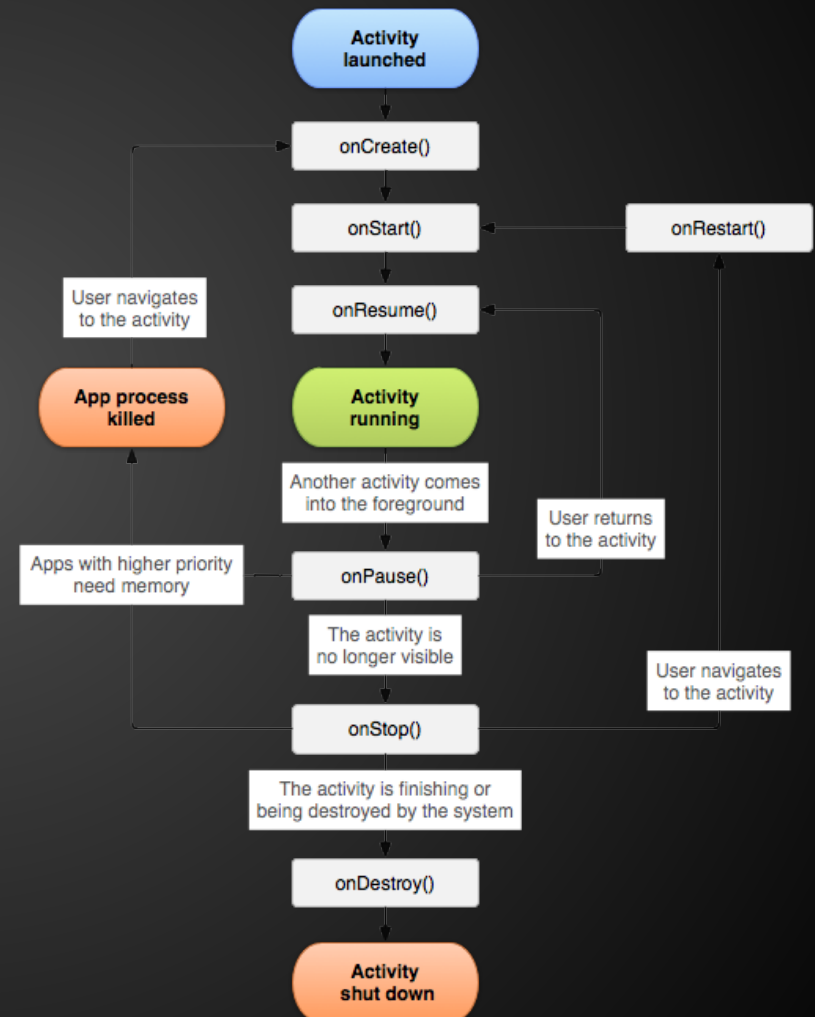 Activity
launched
onCreate()
onStart()
onRestart()
User navigates
to the activity
onResume()
App process
killed
Activity
running
Another activity comes
into the foreground
User returns
to the activity
Apps with higher priority
need memory
onPause()
The activity is
no longer visible
User navigates
to the activity
onStop()
The activity is finishing or
being destroyed by the system
onDestroy()
Activity
shut down